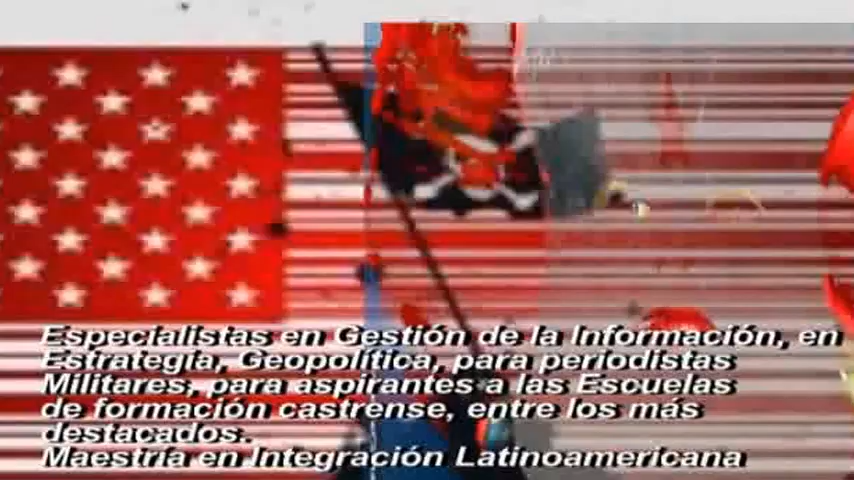 Especialistas en Gestión de la Información, en
Estrategia, Geopolítica, para periodistas
Militares, para aspirantes a las Escuelas
de formación castrense, entre los más
destacados.
Maestría en Integración Latinoamericana